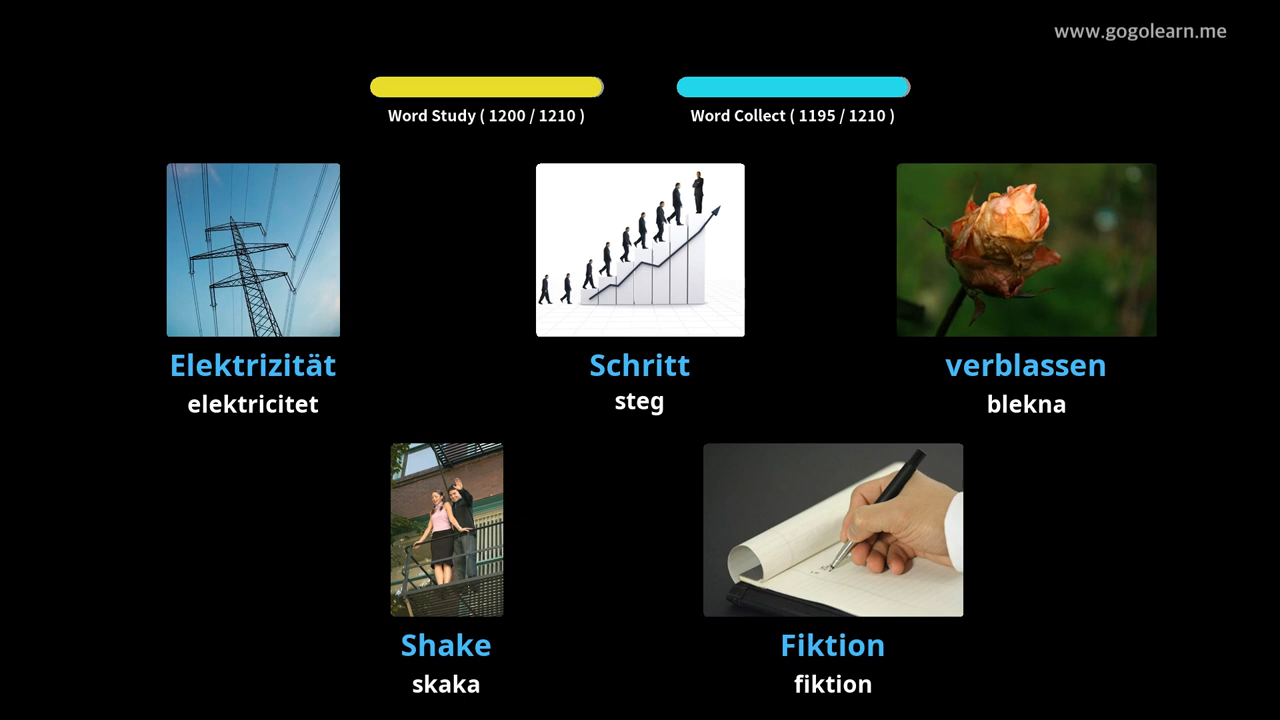 www.gogolearn.me
Word Study ( 1200 / 1210 )
Word Collect ( 1195 / 1210 )
Elektrizität
elektricitet
Schritt
steg
verblassen
blekna
Shake
skaka
Fiktion
fiktion